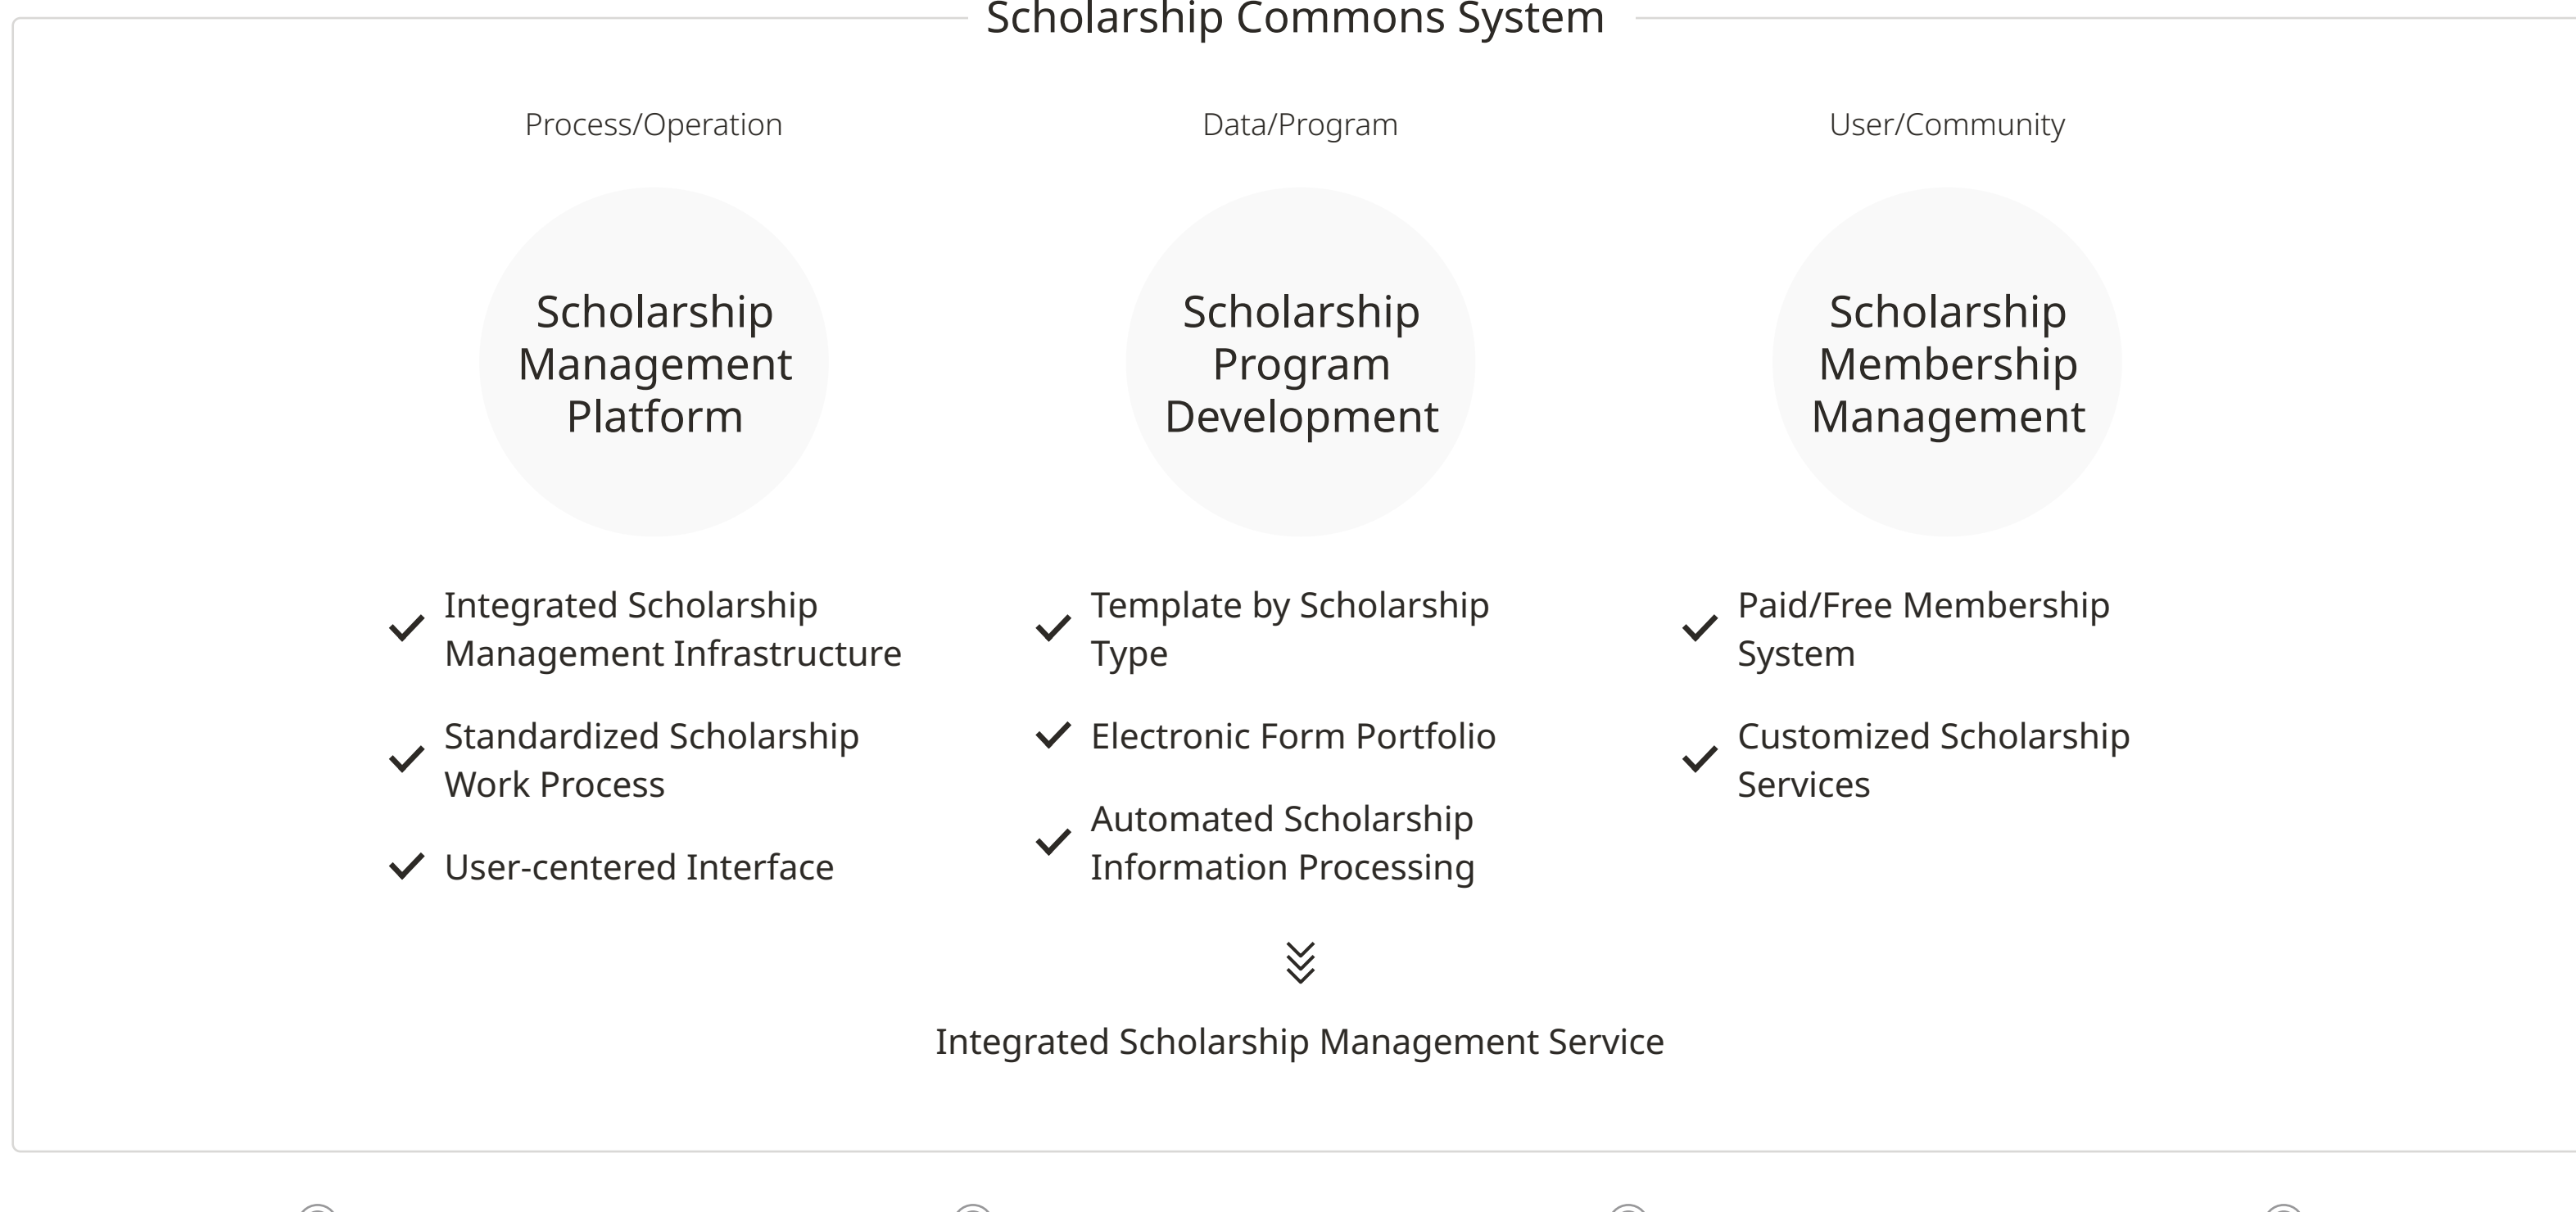 Scholarship Commons System
Process/Operation
Scholarship
Management
Platform
Integrated Scholarship
Management Infrastructure
Standardized Scholarship
Work Process
User-centered Interface
Data/Program
Scholarship
Program
Development
Template by Scholarship
Type
Electronic Form Portfolio
Automated Scholarship
Information Processing
User/Community
Scholarship
Membership
Management
Paid/Free Membership
System
Customized Scholarship
Services
Integrated Scholarship Management Service